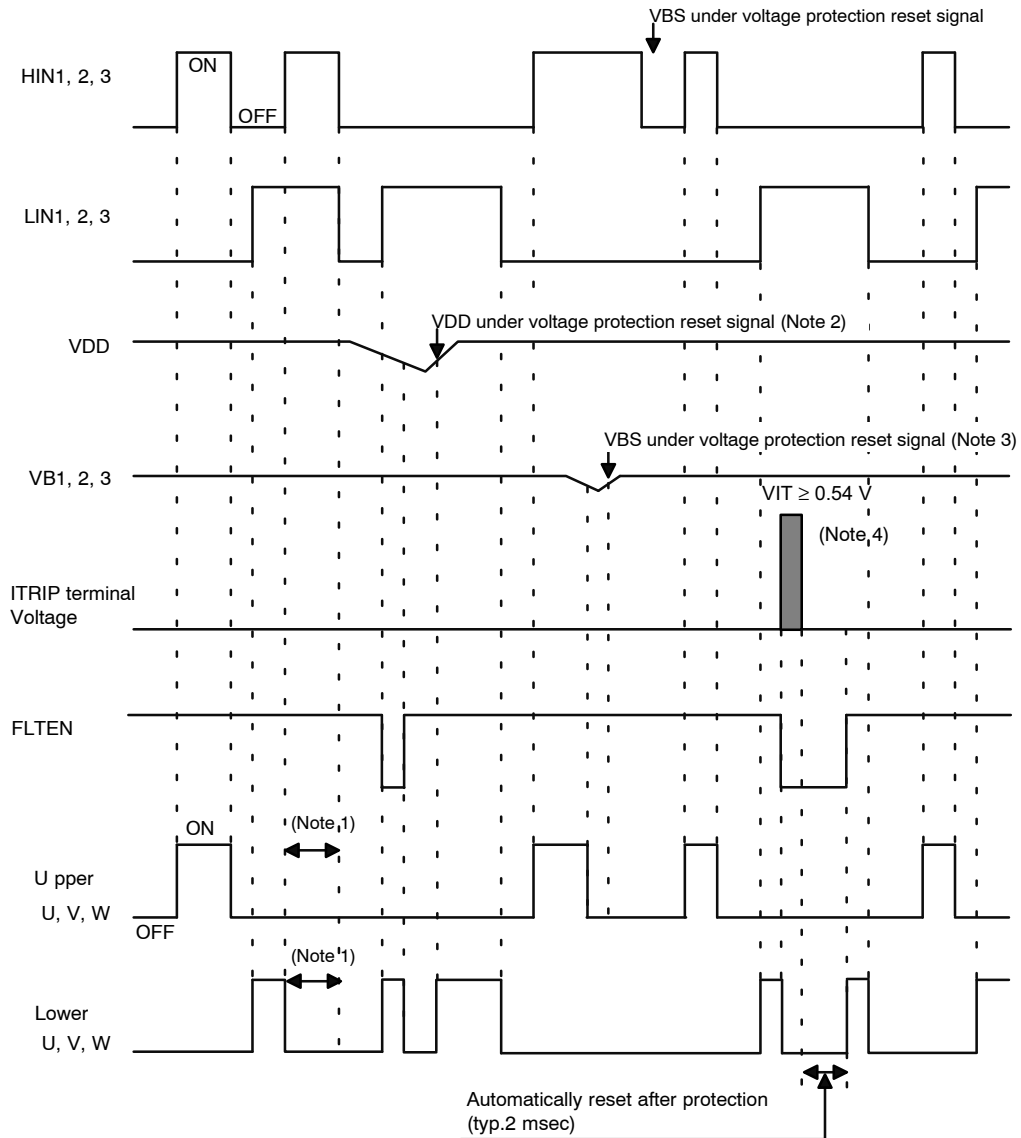 VBS under voltage protection reset signal
HIN1, 2, 3
ON
OFF
LIN1, 2, 3
VDD under voltage protection reset signal (Note 2)
VDD
VBS under voltage protection reset signal (Note 3)
VB1, 2, 3
VIT ≥ 0.54 V
(Note 4)
ITRIP terminal
Voltage
FLTEN
ON
(Note 1)
U pper
U, V, W
OFF
(Note 1)
Lower
U, V, W
Automatically reset after protection
(typ.2 msec)